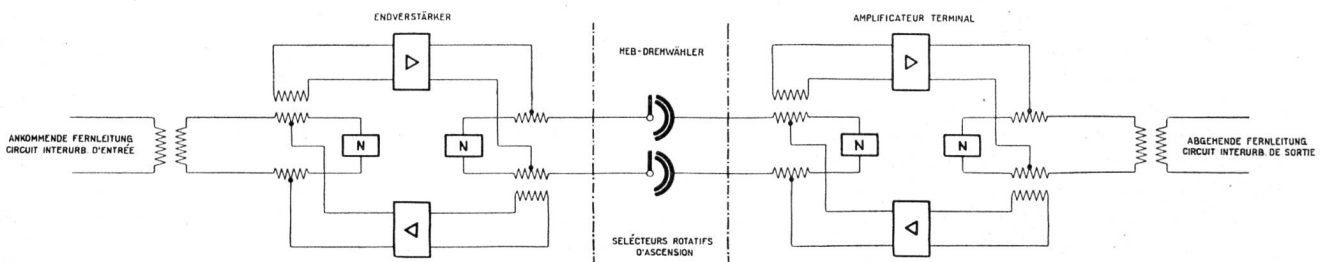 ENDVERSTÄRKER
AMPLIFICATEUR TERMINAL
HEB-DREHWÄHLER
ANKOMMENDE FERNLEITUNG
CIRCUIT INTERURB. D'ENTRÉE
N
N
N
N
ABGEHENDE FERNLEITUNG
CIRCUIT INTERURB. DE SORTIE
SELÉCTEURS ROTATIFS
D'ASCENSION